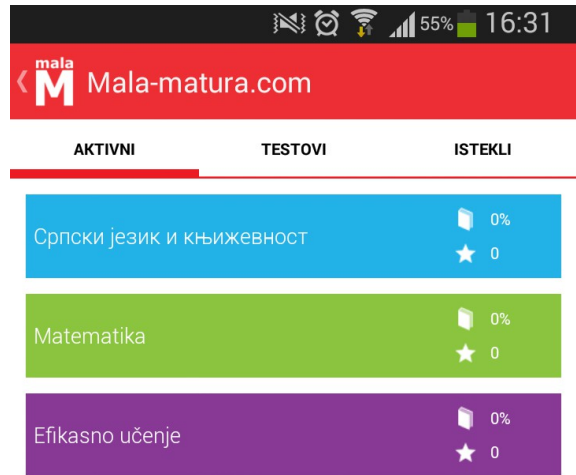 55% 16:31
mala
M Mala-matura.com
AKTIVNI TESTOVI ISTEKLI
0%
Српски језик и књижевност
0
0%
Matematika
0
0%
Efikasno učenje
0